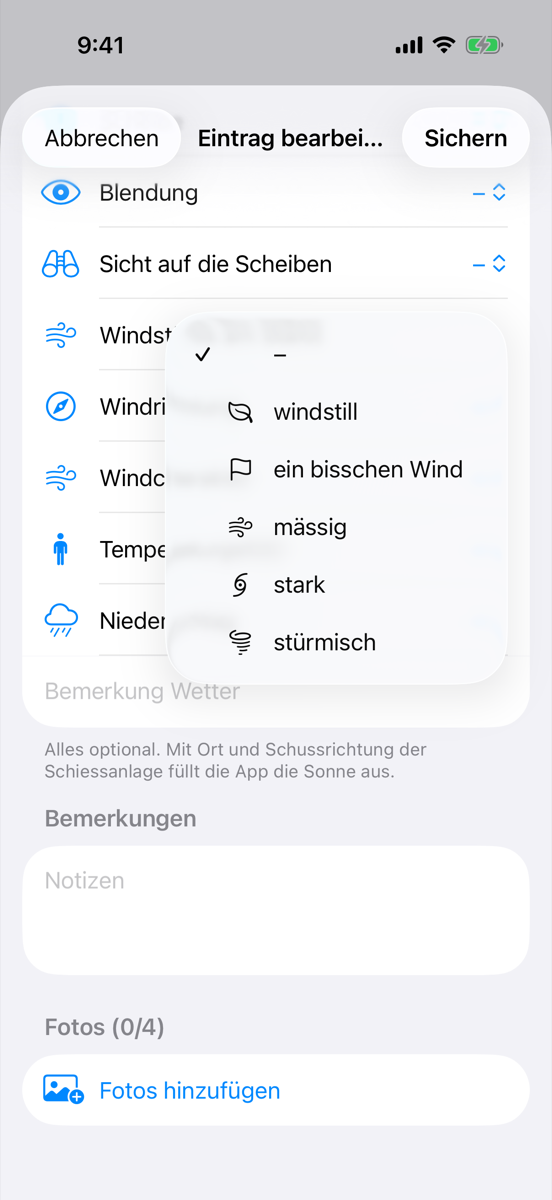 9:41
Abbrechen
Eintrag bearbei...
Sichern
Blendung
–
Sicht auf die Scheiben
–
Windst
–
Windri
windstill
Windc
ein bisschen Wind
mässig
Tempe
stark
Nieder
stürmisch
Bemerkung Wetter
Alles optional. Mit Ort und Schussrichtung der
Schiessanlage füllt die App die Sonne aus.
Bemerkungen
Notizen
Fotos (0/4)
Fotos hinzufügen